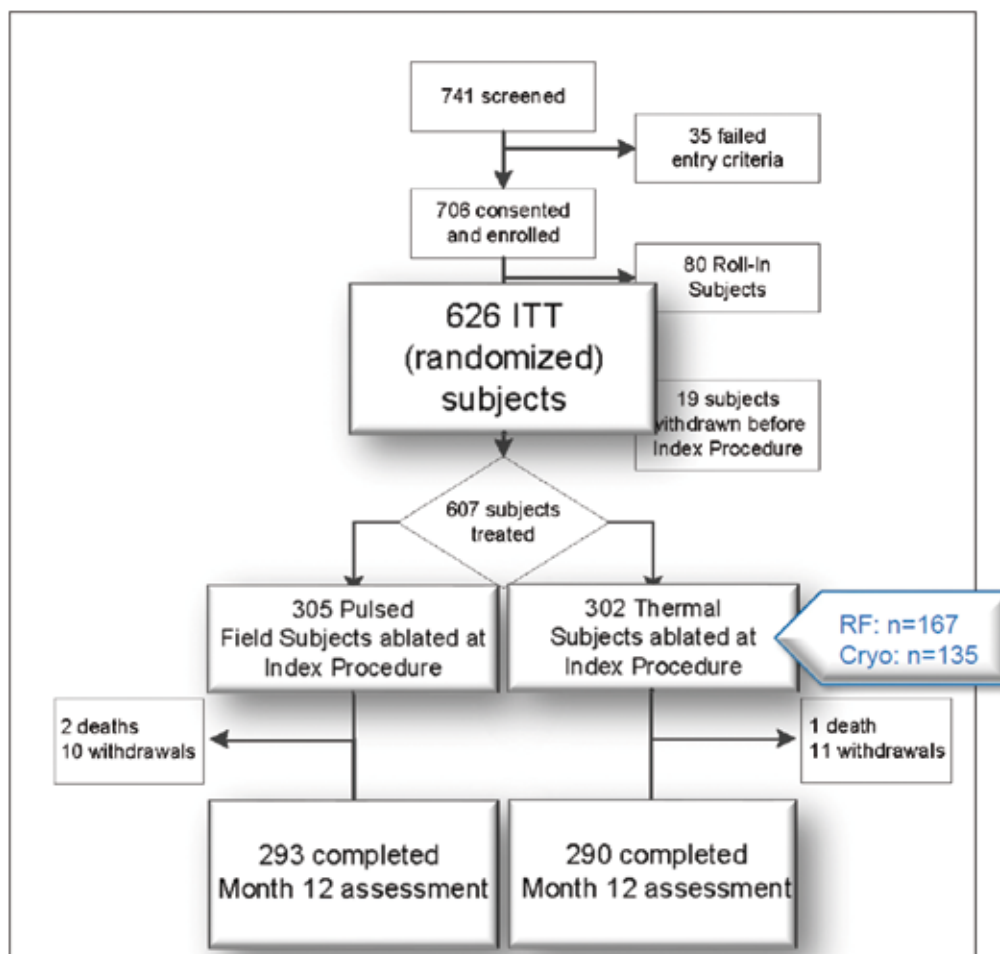 741 screened
35 failed
entry criteria
706 consented
and enrolled
80 Roll-In
Subjects
626 ITT
(randomized)
subjects
19 subjects
withdrawn before
Index Procedure
607 subjects
treated
305 Pulsed
Field Subjects ablated at
Index Procedure
302 Thermal
Subjects ablated at
Index Procedure
RF: n=167
Cryo: n=135
2 deaths
10 withdrawals
1 death
11 withdrawals
293 completed
Month 12 assessment
290 completed
Month 12 assessment